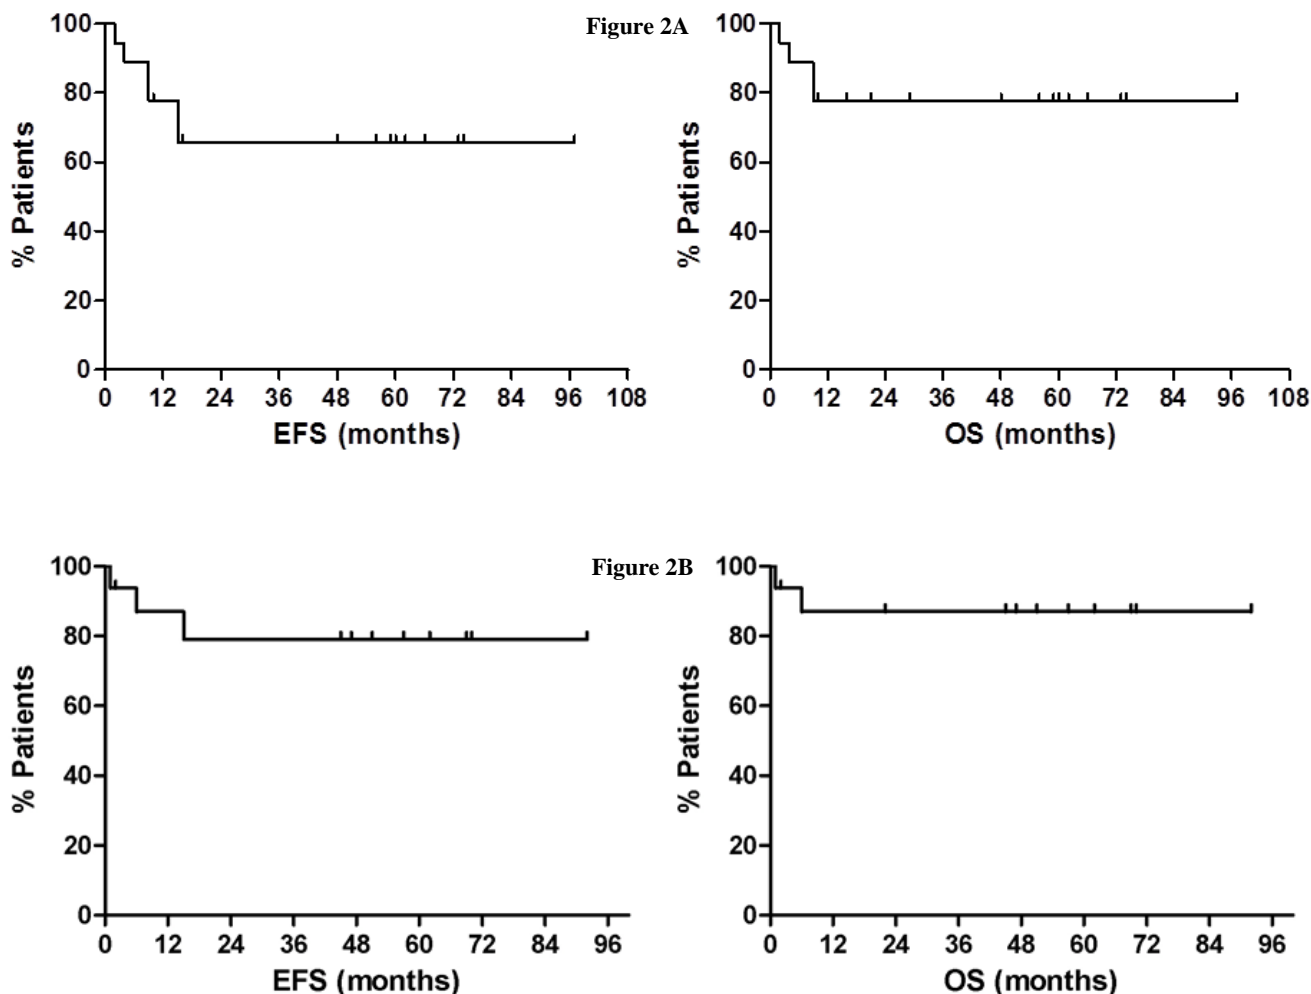 Figure 2A
100
80
60
40
20
0
% Patients
0 12 24 36 48 60 72 84 96 108
EFS (months)
100
80
60
40
20
0
% Patients
0 12 24 36 48 60 72 84 96 108
OS (months)
Figure 2B
100
80
60
40
20
0
% Patients
0 12 24 36 48 60 72 84 96
EFS (months)
100
80
60
40
20
0
% Patients
0 12 24 36 48 60 72 84 96
OS (months)